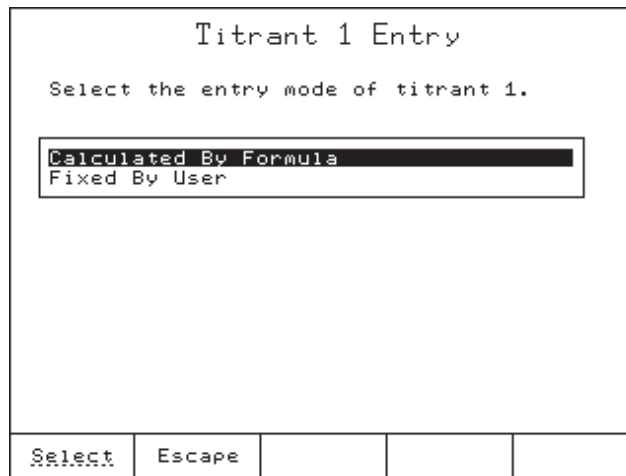 Titrant 1 Entry
Select the entry mode of titrant 1.
Calculated By Formula
Fixed By User
Select Escape